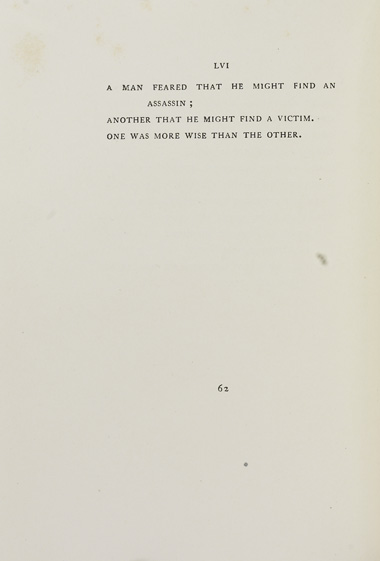 LVI
A MAN FEARED THAT HE MIGHT FIND AN
ASSASSIN ;
ANOTHER THAT HE MIGHT FIND A VICTIM.
ONE WAS MORE WISE THAN THE OTHER.
62